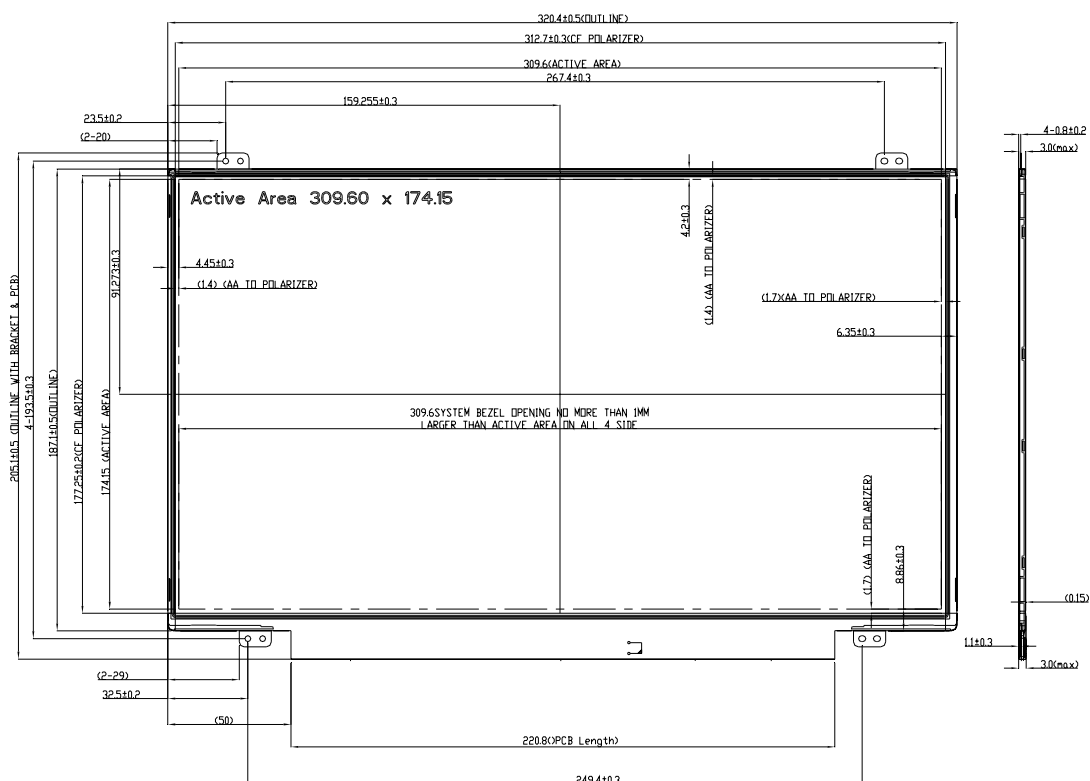 320.4±0.5(OUTLINE)
312.7±0.3(CF POLARIZER)
309.6(ACTIVE AREA)
267.4±0.3
159.255±0.3
23.5±0.2
(2-20)
4-0.8±0.2
3.0(max)
Active Area 309.60 x 174.15
4.2±0.3
(1.4) (AA TO POLARIZER)
91.273±0.3
4.45±0.3
(1.4) (AA TO POLARIZER)
(1.7)(AA TO POLARIZER)
6.35±0.3
205.1±0.5 (OUTLINE WITH BRACKET & PCB)
4-193.5±0.3
187.1±0.5(OUTLINE)
177.25±0.2(CF POLARIZER)
174.15 (ACTIVE AREA)
309.6SYSTEM BEZEL OPENING NO MORE THAN 1MM
LARGER THAN ACTIVE AREA ON ALL 4 SIDE
(1.7) (AA TO POLARIZER)
8.86±0.3
(0.15)
1.1±0.3
3.0(max)
(2-29)
32.5±0.2
(50)
220.8()PCB Length)
249.4±0.3